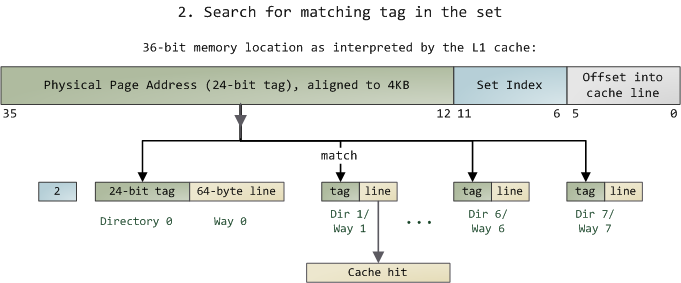 2. Search for matching tag in the set
36-bit memory location as interpreted by the L1 cache:
Physical Page Address (24-bit tag), aligned to 4KB
Set Index
Offset into
cache line
35
12
11
6
5
0
match
2
24-bit tag
64-byte line
tag
line
tag
line
tag
line
Directory 0
Way 0
Dir 1/
Way 1
...
Dir 6/
Way 6
Dir 7/
Way 7
Cache hit